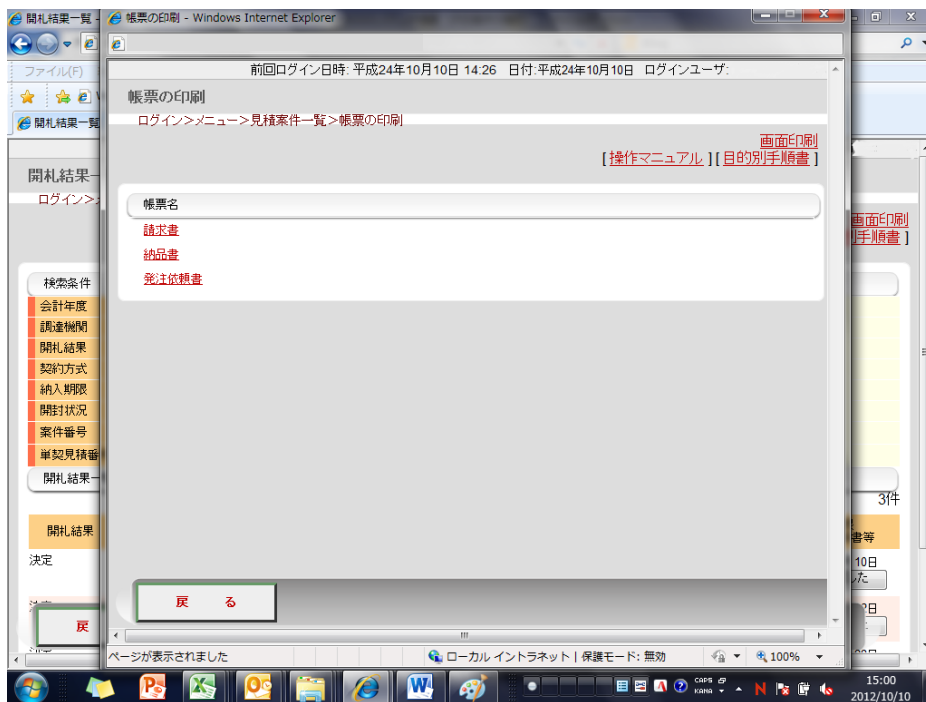 開札結果一覧 -
帳票の印刷 - Windows Internet Explorer
ファイル(F)
開札結果一覧
前回ログイン日時: 平成24年10月10日 14:26 日付:平成24年10月10日 ログインユーザ:
帳票の印刷
ログイン>メニュー>見積案件一覧>帳票の印刷
画面印刷
[ 操作マニュアル ] [ 目的別手順書 ]
帳票名
請求書
納品書
発注依頼書
戻 る
開札結果一
ログイン>
画面印刷
別手順書 ]
検索条件
会計年度
調達機関
開札結果
契約方式
納入期限
開封状況
案件番号
単契見積番
開札結果一
3件
開札結果
書等
決定
10日
した
2日
戻
ページが表示されました
ローカル イントラネット | 保護モード: 無効
100%
CAPS
KANA
15:00
2012/10/10